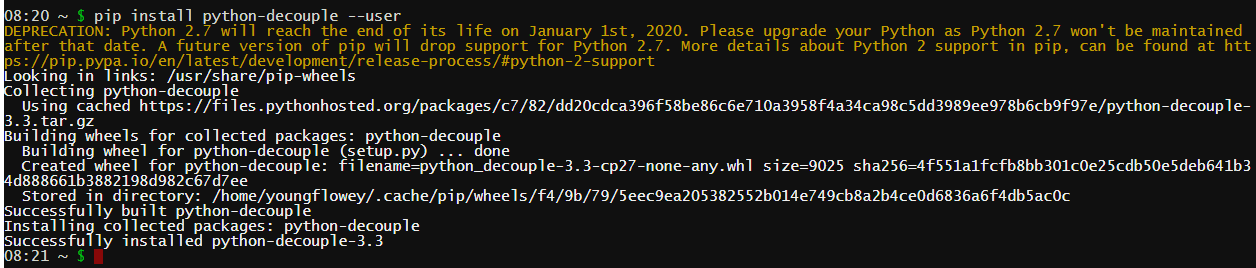 08:20 ~ $ pip install python-decouple --user
DEPRECATION: Python 2.7 will reach the end of its life on January 1st, 2020. Please upgrade your Python as Python 2.7 won't be maintained
after that date. A future version of pip will drop support for Python 2.7. More details about Python 2 support in pip, can be found at htt
ps://pip.pypa.io/en/latest/development/release-process/#python-2-support
Looking in links: /usr/share/pip-wheels
Collecting python-decouple
  Using cached https://files.pythonhosted.org/packages/c7/82/dd20cdca396f58be86c6e710a3958f4a34ca98c5dd3989ee978b6cb9f97e/python-decouple-
3.3.tar.gz
Building wheels for collected packages: python-decouple
  Building wheel for python-decouple (setup.py) ... done
  Created wheel for python-decouple: filename=python_decouple-3.3-cp27-none-any.whl size=9025 sha256=4f551a1fcfb8bb301c0e25cdb50e5deb641b3
4d888661b3882198d982c67d7ee
  Stored in directory: /home/youngflowey/.cache/pip/wheels/f4/9b/79/5eec9ea205382552b014e749cb8a2b4ce0d6836a6f4db5ac0c
Successfully built python-decouple
Installing collected packages: python-decouple
Successfully installed python-decouple-3.3
08:21 ~ $